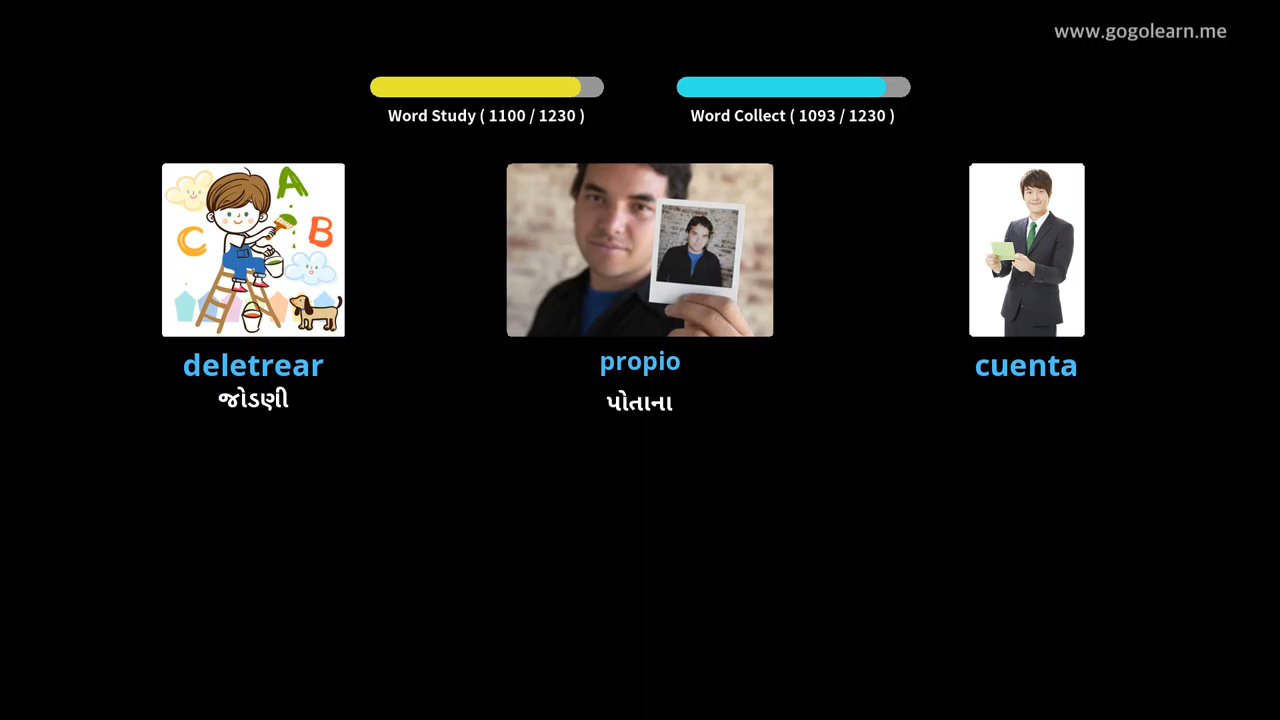 www.gogolearn.me
Word Study ( 1100 / 1230 )
Word Collect ( 1093 / 1230 )
A
B
C
deletrear
જોડણી
propio
પોતાના
cuenta